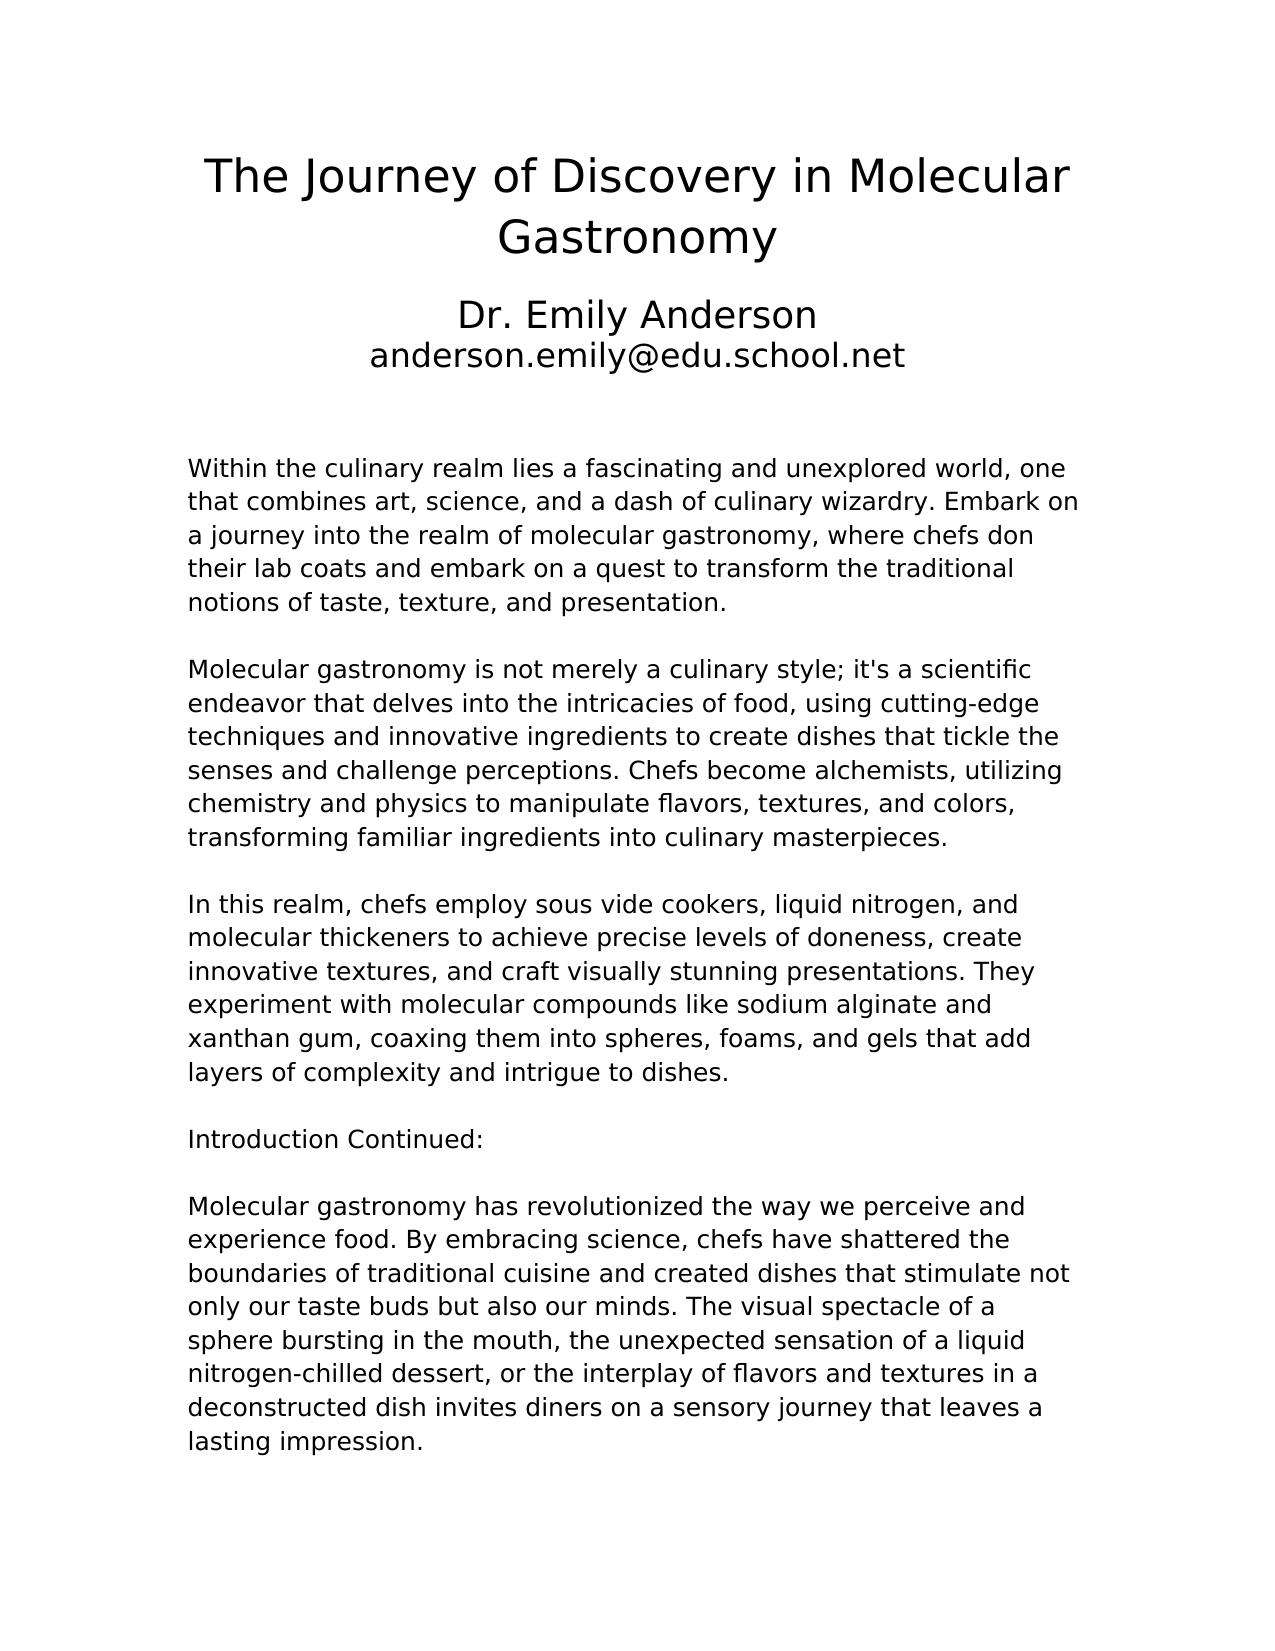 The Journey of Discovery in Molecular
Gastronomy
Dr. Emily Anderson
anderson.emily@edu.school.net
Within the culinary realm lies a fascinating and unexplored world, one
that combines art, science, and a dash of culinary wizardry. Embark on
a journey into the realm of molecular gastronomy, where chefs don
their lab coats and embark on a quest to transform the traditional
notions of taste, texture, and presentation.
Molecular gastronomy is not merely a culinary style; it's a scientific
endeavor that delves into the intricacies of food, using cutting-edge
techniques and innovative ingredients to create dishes that tickle the
senses and challenge perceptions. Chefs become alchemists, utilizing
chemistry and physics to manipulate flavors, textures, and colors,
transforming familiar ingredients into culinary masterpieces.
In this realm, chefs employ sous vide cookers, liquid nitrogen, and
molecular thickeners to achieve precise levels of doneness, create
innovative textures, and craft visually stunning presentations. They
experiment with molecular compounds like sodium alginate and
xanthan gum, coaxing them into spheres, foams, and gels that add
layers of complexity and intrigue to dishes.
Introduction Continued:
Molecular gastronomy has revolutionized the way we perceive and
experience food. By embracing science, chefs have shattered the
boundaries of traditional cuisine and created dishes that stimulate not
only our taste buds but also our minds. The visual spectacle of a
sphere bursting in the mouth, the unexpected sensation of a liquid
nitrogen-chilled dessert, or the interplay of flavors and textures in a
deconstructed dish invites diners on a sensory journey that leaves a
lasting impression.